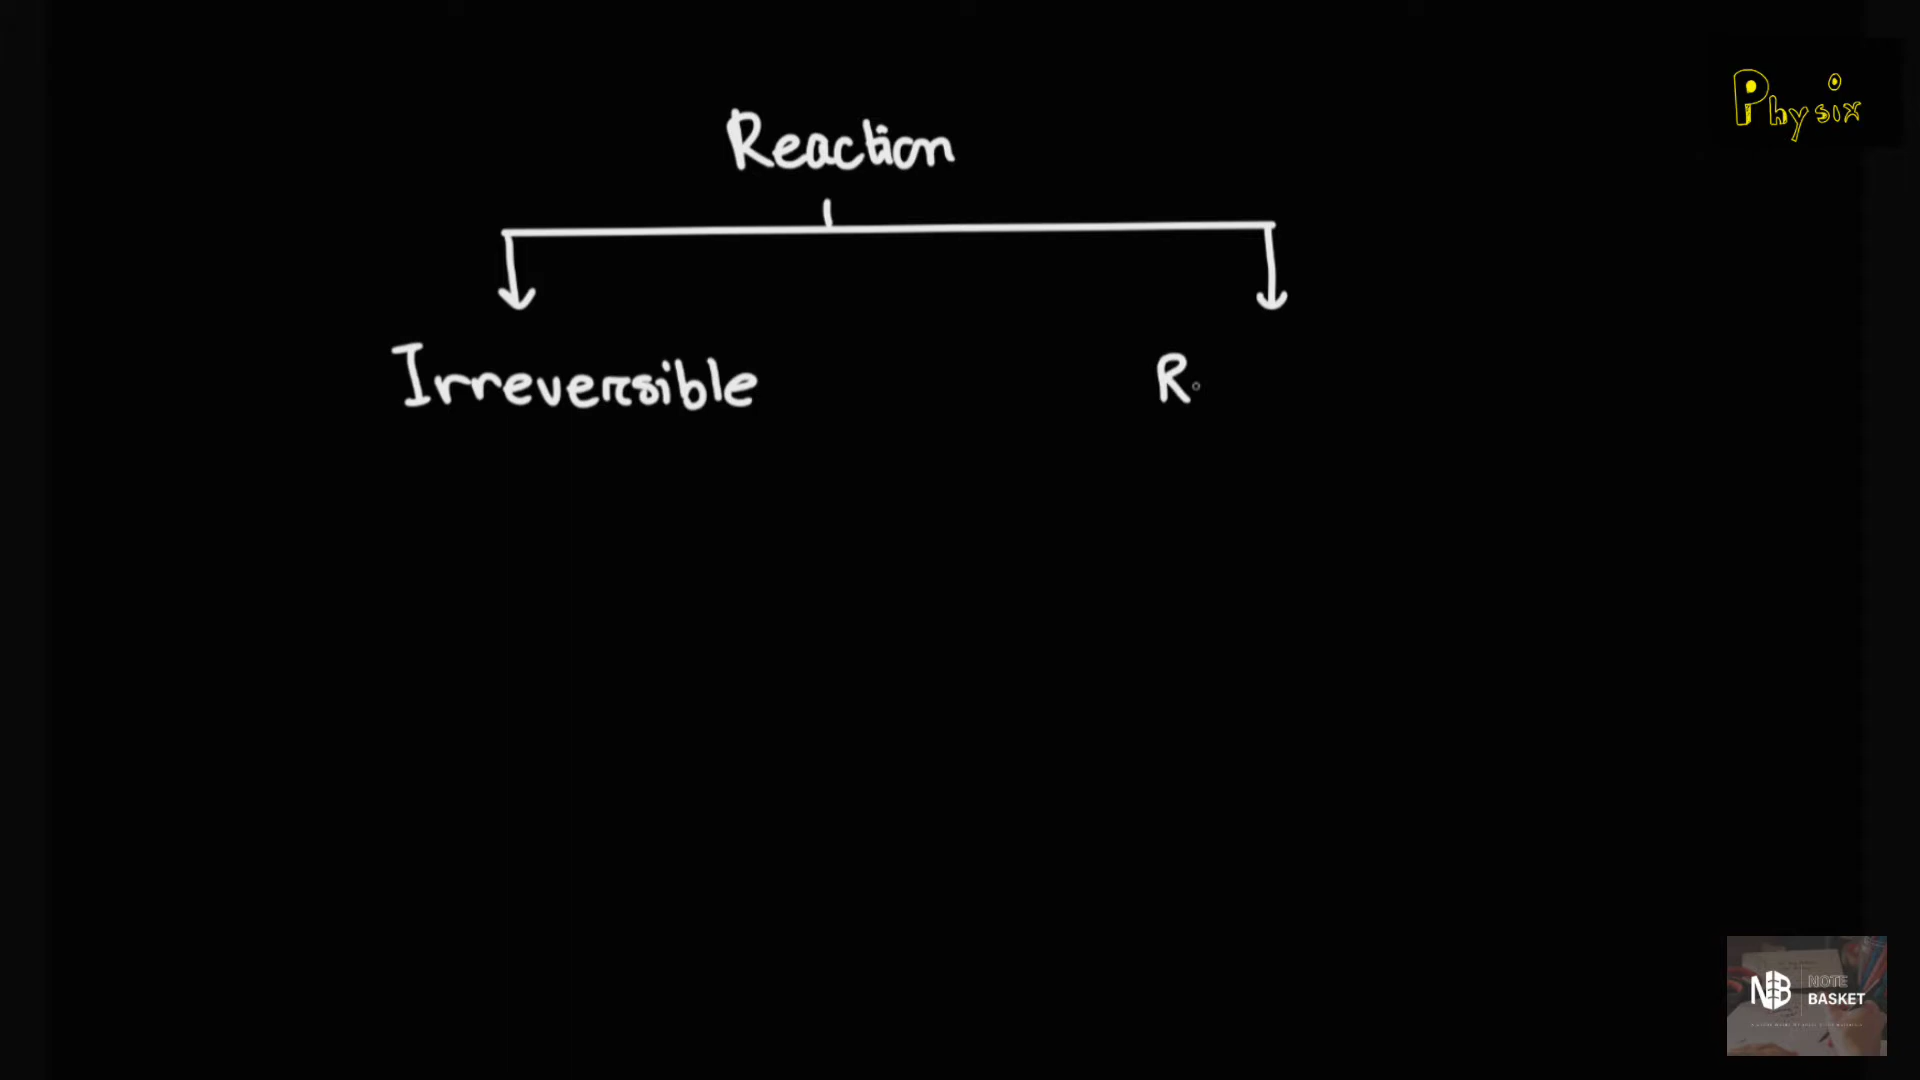 Physix
Reaction
Irreversible
R
NOTE
BASKET